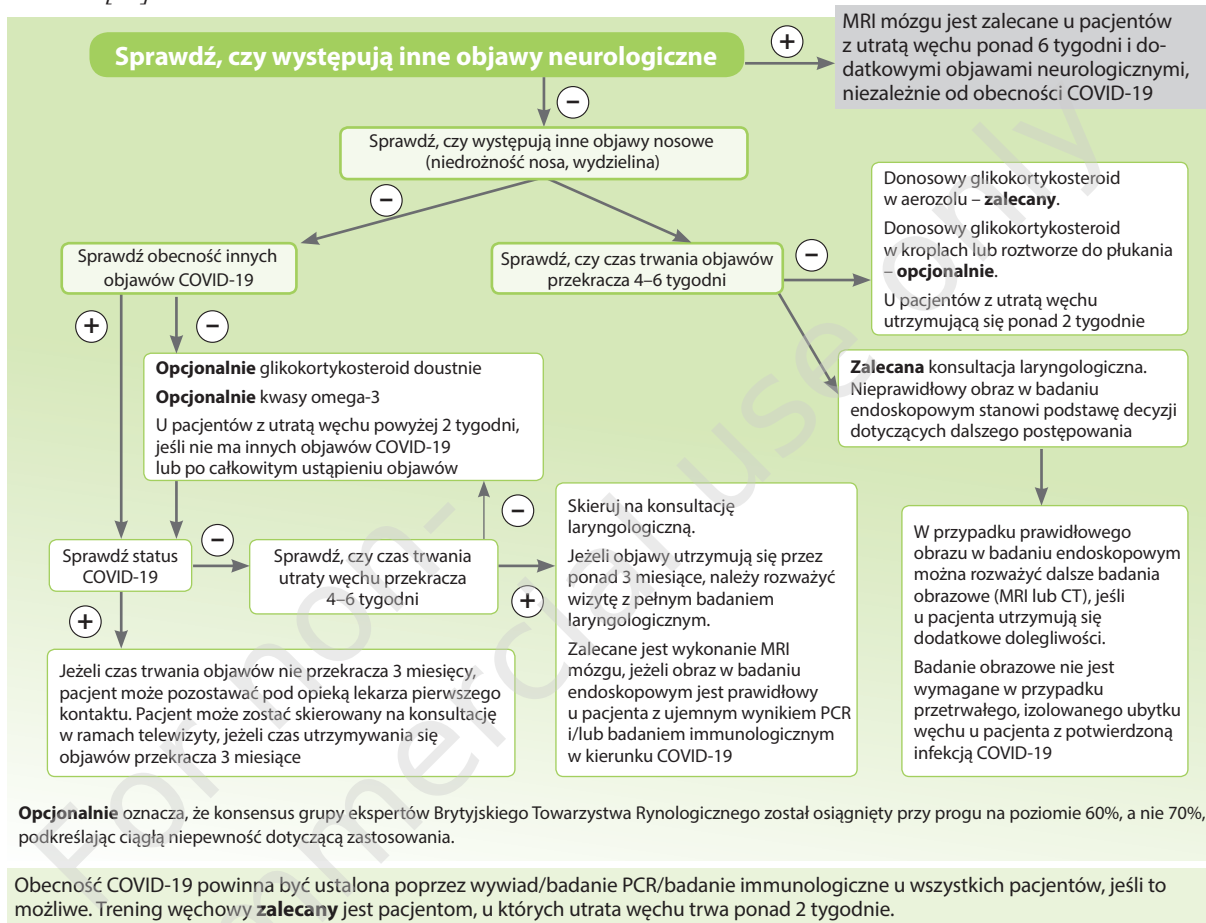 Sprawdź, czy występują inne objawy neurologiczne
+
MRI mózgu jest zalecane u pacjentów
z utratą węchu ponad 6 tygodni i do-
datkowymi objawami neurologicznymi,
niezależnie od obecności COVID-19
–
Sprawdź, czy występują inne objawy nosowe
(niedrożność nosa, wydzielina)
–
Sprawdź obecność innych
objawów COVID-19
Sprawdź, czy czas trwania objawów
przekracza 4–6 tygodni
–
Donosowy glikokortykosteroid
w aerozolu – zalecany.
Donosowy glikokortykosteroid
w kroplach lub roztworze do płukania
– opcjonalnie.
U pacjentów z utratą węchu
utrzymującą się ponad 2 tygodnie
+
–
Opcjonalnie glikokortykosteroid doustnie
Opcjonalnie kwasy omega-3
U pacjentów z utratą węchu powyżej 2 tygodni,
jeśli nie ma innych objawów COVID-19
lub po całkowitym ustąpieniu objawów
Zalecana konsultacja laryngologiczna.
Nieprawidłowy obraz w badaniu
endoskopowym stanowi podstawę decyzji
dotyczących dalszego postępowania
Sprawdź status
COVID-19
–
Sprawdź, czy czas trwania
utraty węchu przekracza
4–6 tygodni
–
+
Skieruj na konsultację
laryngologiczną.
Jeżeli objawy utrzymują się przez
ponad 3 miesiące, należy rozważyć
wizytę z pełnym badaniem
laryngologicznym.
Zalecane jest wykonanie MRI
mózgu, jeżeli obraz w badaniu
endoskopowym jest prawidłowy
u pacjenta z ujemnym wynikiem PCR
i/lub badaniem immunologicznym
w kierunku COVID-19
W przypadku prawidłowego
obrazu w badaniu endoskopowym
można rozważyć dalsze badania
obrazowe (MRI lub CT), jeśli
u pacjenta utrzymują się
dodatkowe dolegliwości.
Badanie obrazowe nie jest
wymagane w przypadku
przetrwałego, izolowanego ubytku
węchu u pacjenta z potwierdzoną
infekcją COVID-19
+
Jeżeli czas trwania objawów nie przekracza 3 miesięcy,
pacjent może pozostawać pod opieką lekarza pierwszego
kontaktu. Pacjent może zostać skierowany na konsultację
w ramach telewizyty, jeżeli czas utrzymywania się
objawów przekracza 3 miesiące
Opcjonalnie oznacza, że konsensus grupy ekspertów Brytyjskiego Towarzystwa Rynologicznego został osiągnięty przy progu na poziomie 60%, a nie 70%,
podkreślając ciągłą niepewność dotyczącą zastosowania.
Obecność COVID-19 powinna być ustalona poprzez wywiad/badanie PCR/badanie immunologiczne u wszystkich pacjentów, jeśli to
możliwe. Trening węchowy zalecany jest pacjentom, u których utrata węchu trwa ponad 2 tygodnie.
For non-
mmercial use only